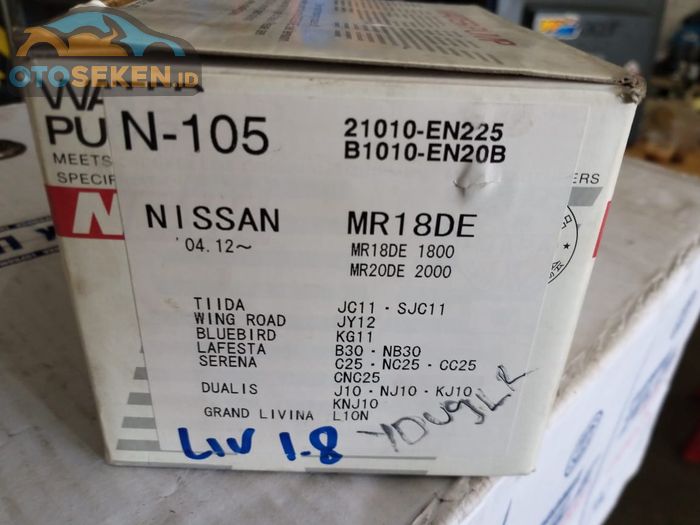 OTOSEKEN.ID
WA
PU
MEETS
SPECIF
ERS
N-105
21010-EN225
B1010-EN20B
NISSAN MR18DE
'04.12~
MR18DE 1800
MR20DE 2000
TIIDA JC11・SJC11
WING ROAD JY12
BLUEBIRD KG11
LAFESTA B30・NB30
SERENA C25・NC25・CC25
CNC25
DUALIS J10・NJ10・KJ10
KNJ10
GRAND LIVINA L10N
LIV 1.8